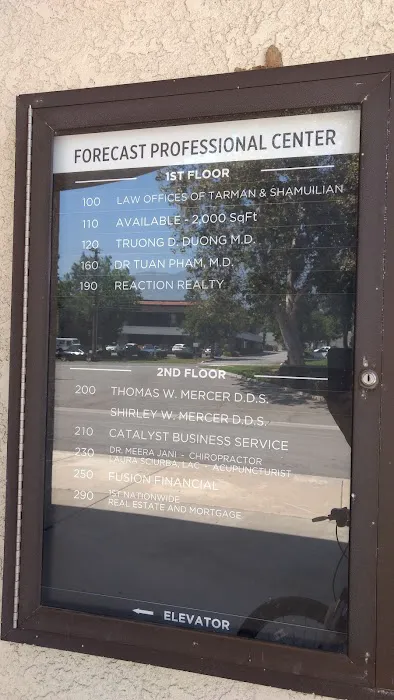 FORECAST PROFESSIONAL CENTER
1ST FLOOR
100 LAW OFFICES OF TARMAN & SHAMUILIAN
110 AVAILABLE - 2,000 SqFt
120 TRUONG D. DUONG M.D.
160 DR TUAN PHAM, M.D.
190 REACTION REALTY
2ND FLOOR
200 THOMAS W. MERCER D.D.S.
SHIRLEY W. MERCER D.D.S.
210 CATALYST BUSINESS SERVICE
230 DR. MEERA JANI - CHIROPRACTOR
LAURA SCIURBA, LAC - ACUPUNCTURIST
250 FUSION FINANCIAL
290 1ST NATIONWIDE
REAL ESTATE AND MORTGAGE
← ELEVATOR